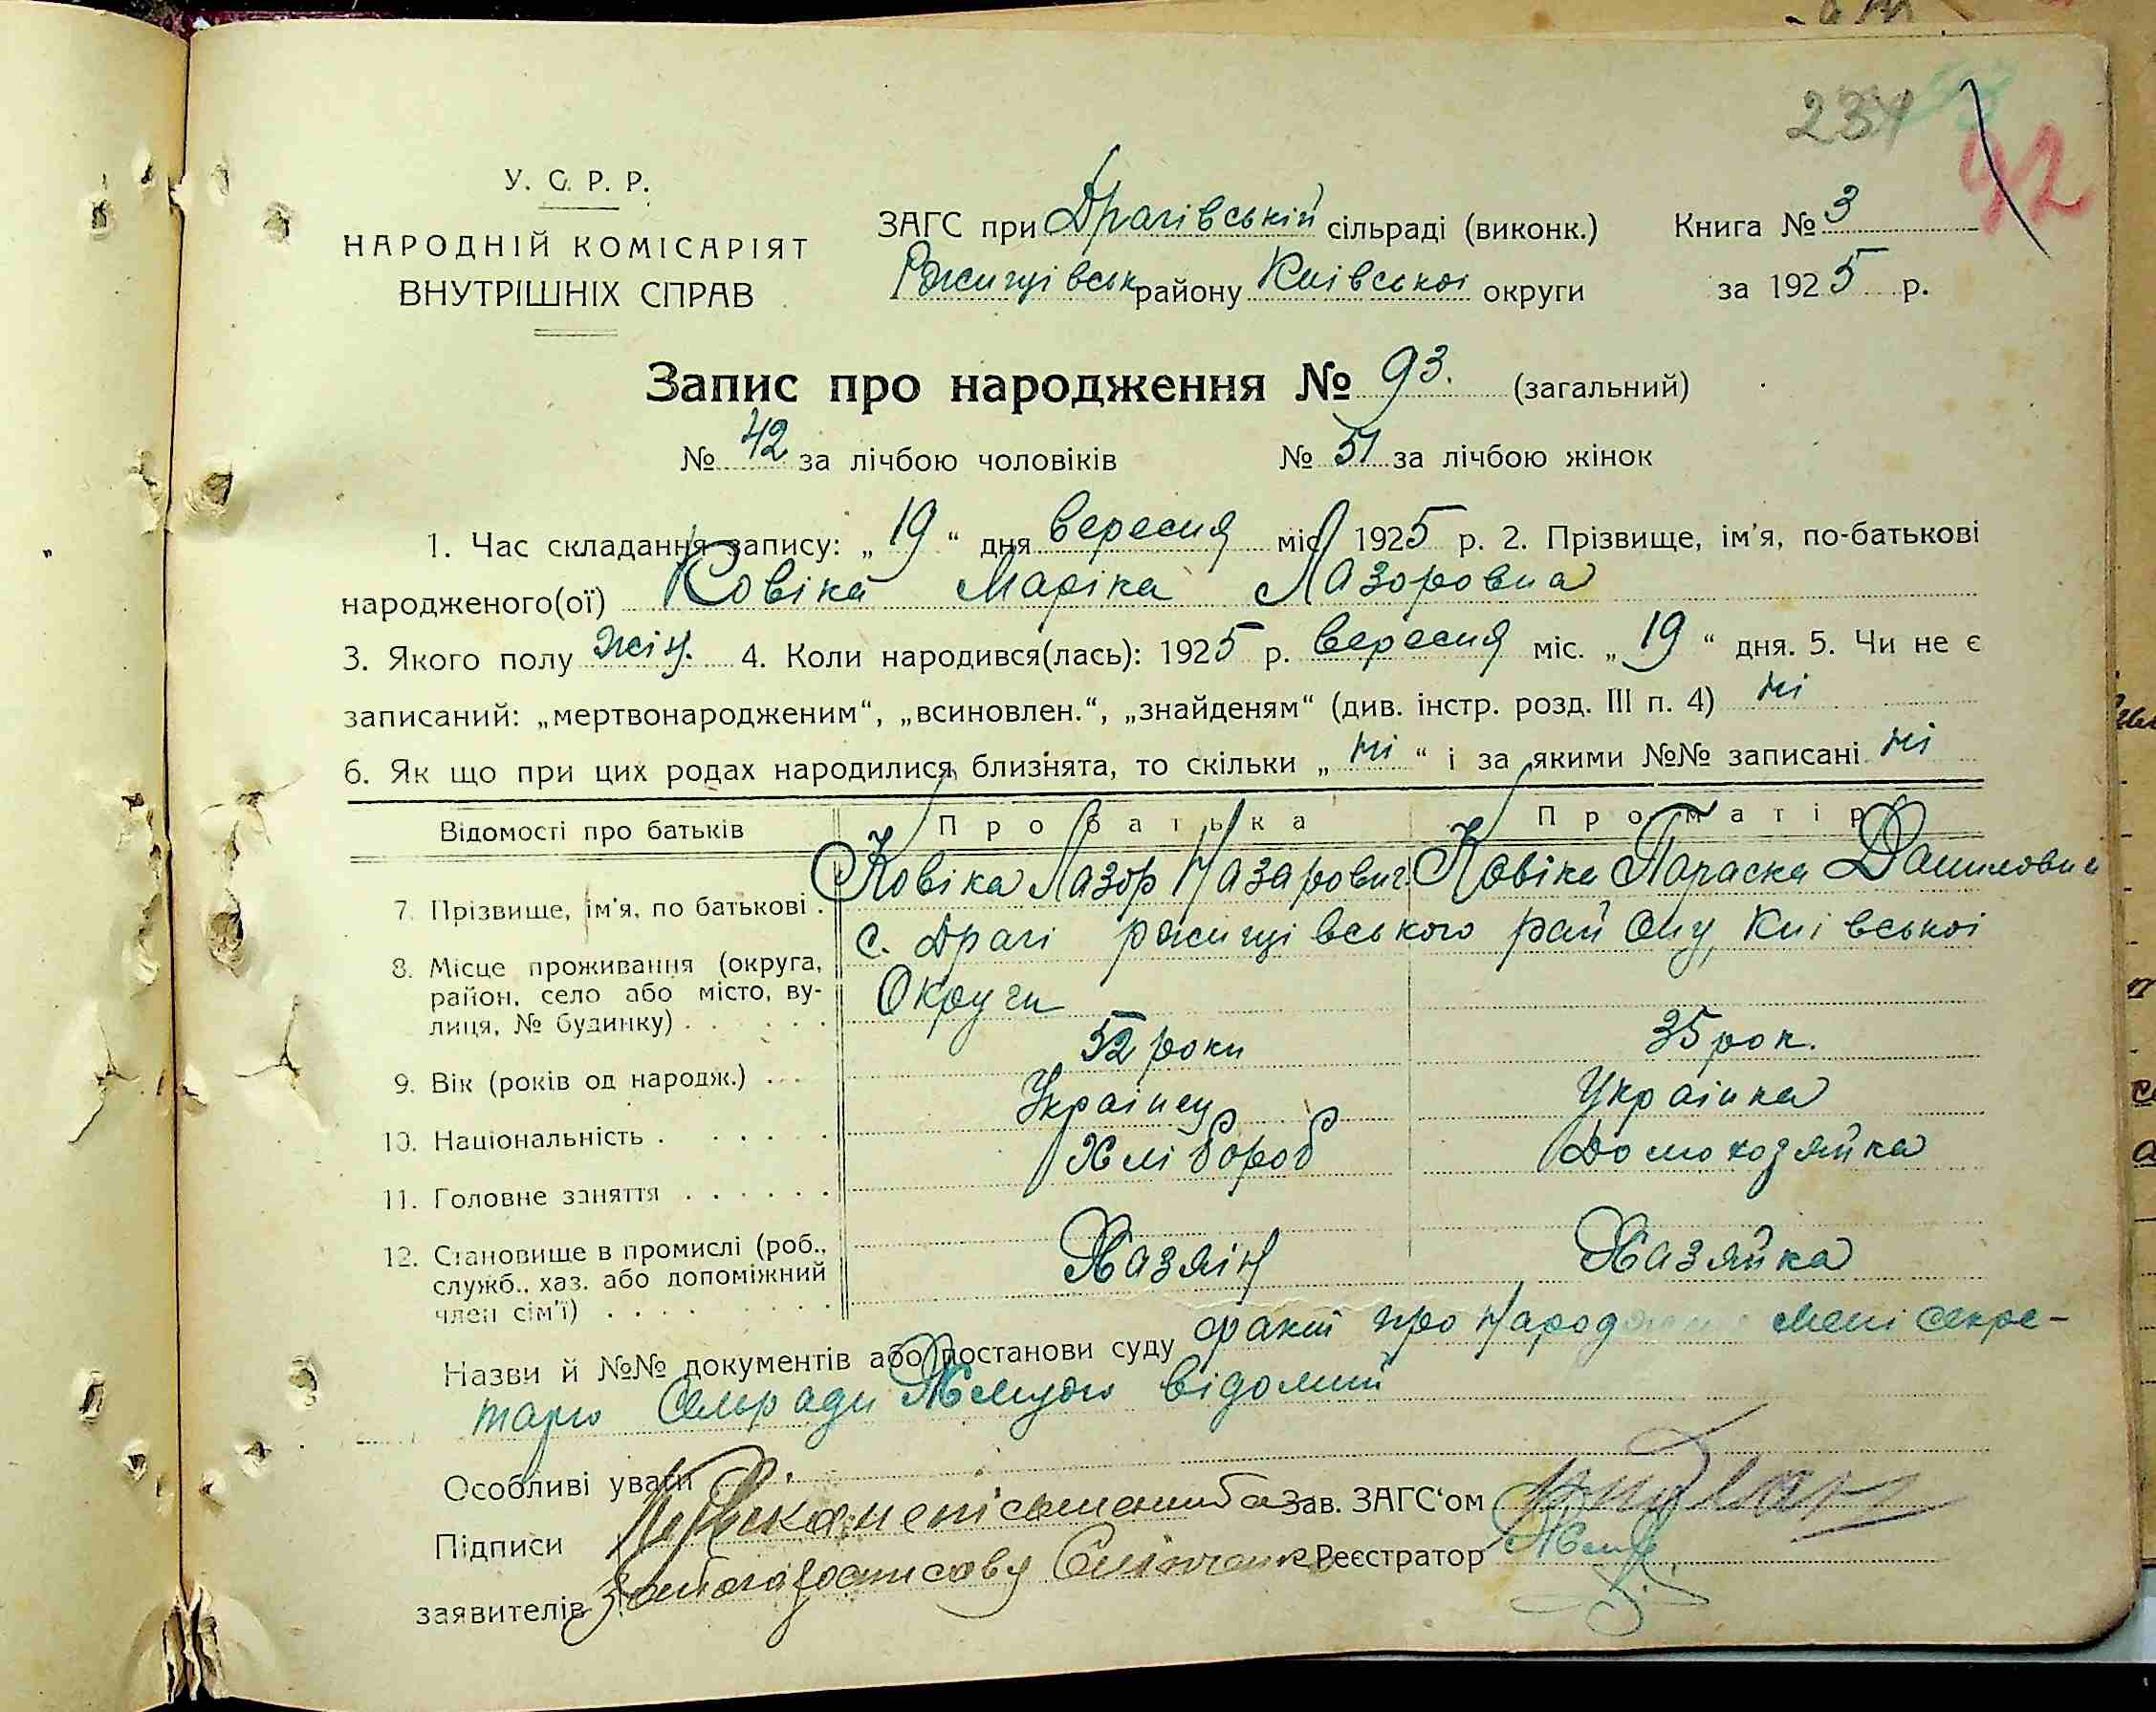 234 92
У. С. Р. Р.
НАРОДНІЙ КОМІСАРІЯТ
ВНУТРІШНІХ СПРАВ
ЗАГС при Драгівській сільраді (виконк.) Книга № 3
Ржищівськ району Київської округи за 1925 р.
Запис про народження № 93. (загальний)
№ 42 за лічбою чоловіків № 51 за лічбою жінок
1. Час складання запису: „ 19 “ дня вересня міс 1925 р. 2. Прізвище, ім'я, по-батькові
народженого(ої) Ковіка Маріка Лазоровна
3. Якого полу жін. 4. Коли народився(лась): 1925 р. вересня міс. „ 19 “ дня. 5. Чи не є
записаний: „мертвонародженим“, „всиновлен.“, „знайденям“ (див. інстр. розд. III п. 4) ні
6. Як що при цих родах народилися близнята, то скільки „ ні “ і за якими №№ записані ні
Відомості про батьків Про батька Про матір
7. Прізвище, ім'я, по батькові . Ковіка Лазор Назарович Ковіка Параска Даниловна
8. Місце проживання (округа, район, село або місто, вулиця, № будинку) с. Драгі ржищівського району Київської
Округи
9. Вік (років од народж.) . . . 52 роки 35 рок.
10. Національність . Українец Українка
11. Головне заняття . . . . . . Хлібороб Домохозяйка
12. Становище в промислі (роб., служб., хаз. або допоміжний член сім'ї) Хазяін Хазяйка
Назви й №№ документів або постанови суду факт про народження мені секре-
тарю Сельради відомий
Особливі уваги
Підписи Зав. ЗАГС'ом
заявителів Реєстратор